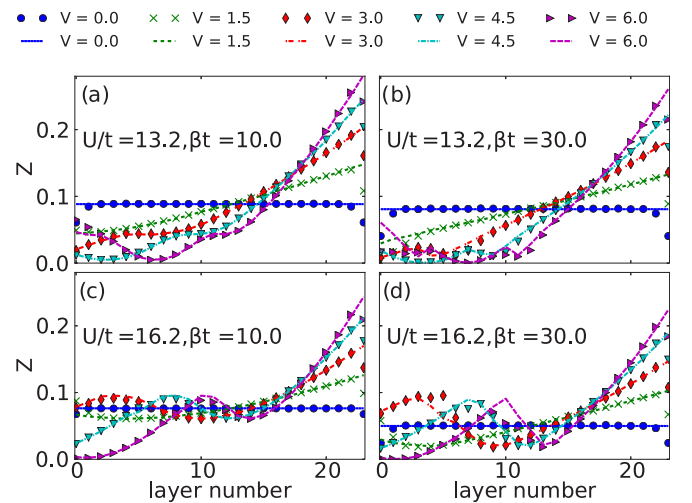 V = 0.0 V = 1.5 V = 3.0 V = 4.5 V = 6.0
V = 0.0 V = 1.5 V = 3.0 V = 4.5 V = 6.0
(a) (b)
0.2
U/t =13.2,βt =10.0 U/t =13.2,βt =30.0
Z
0.1
0.0
(c) (d)
0.2
U/t =16.2,βt =10.0 U/t =16.2,βt =30.0
Z
0.1
0.0
0 10 20 0 10 20
layer number layer number